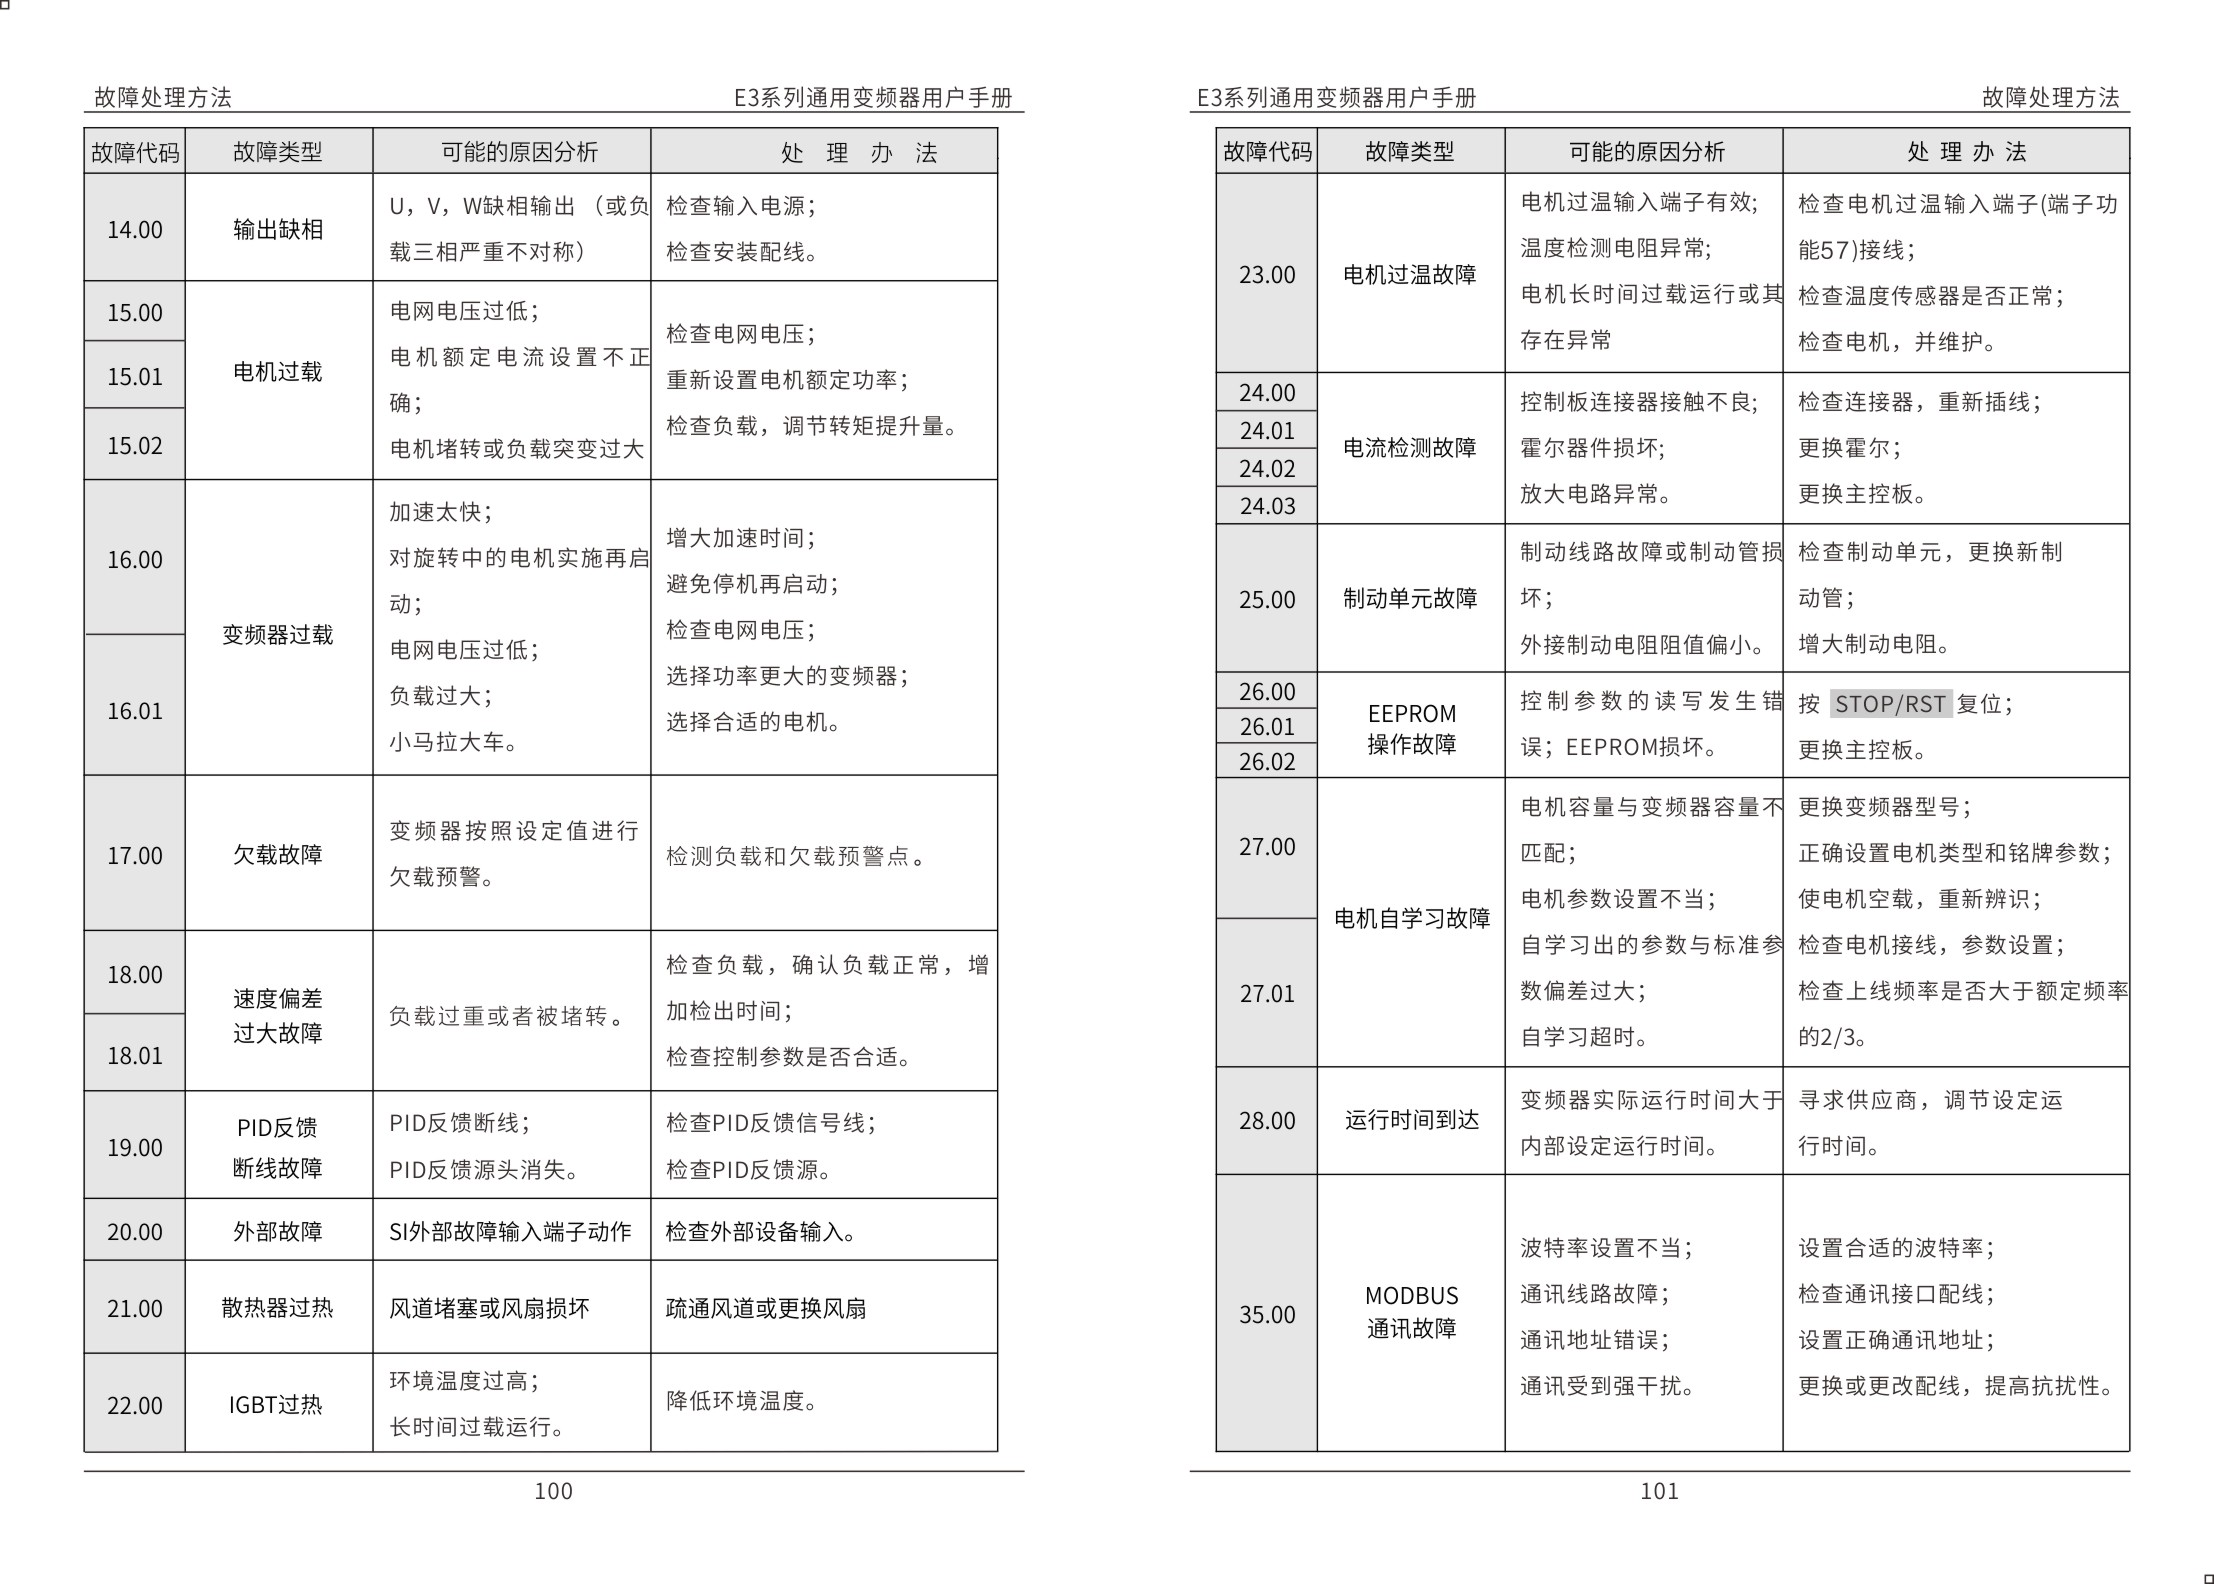 故障处理方法
E3系列通用变频器用户手册
故障代码
故障类型
可能的原因分析
处 理 办 法
14.00
输出缺相
U，V，W缺相输出 （或负
载三相严重不对称）
检查输入电源；
检查安装配线。
15.00
15.01
15.02
电机过载
电网电压过低；
电机额定电流设置不正
确；
电机堵转或负载突变过大
检查电网电压；
重新设置电机额定功率；
检查负载，调节转矩提升量。
16.00
16.01
变频器过载
加速太快；
对旋转中的电机实施再启
动；
电网电压过低；
负载过大；
小马拉大车。
增大加速时间；
避免停机再启动；
检查电网电压；
选择功率更大的变频器；
选择合适的电机。
17.00
欠载故障
变频器按照设定值进行
欠载预警。
检测负载和欠载预警点。
18.00
18.01
速度偏差
过大故障
负载过重或者被堵转。
检查负载，确认负载正常，增
加检出时间；
检查控制参数是否合适。
19.00
PID反馈
断线故障
PID反馈断线；
PID反馈源头消失。
检查PID反馈信号线；
检查PID反馈源。
20.00
外部故障
SI外部故障输入端子动作
检查外部设备输入。
21.00
散热器过热
风道堵塞或风扇损坏
疏通风道或更换风扇
22.00
IGBT过热
环境温度过高；
长时间过载运行。
降低环境温度。
100
E3系列通用变频器用户手册
故障处理方法
故障代码
故障类型
可能的原因分析
处 理 办 法
23.00
电机过温故障
电机过温输入端子有效;
温度检测电阻异常;
电机长时间过载运行或其
存在异常
检查电机过温输入端子(端子功
能57)接线；
检查温度传感器是否正常；
检查电机，并维护。
24.00
24.01
24.02
24.03
电流检测故障
控制板连接器接触不良;
霍尔器件损坏;
放大电路异常。
检查连接器，重新插线；
更换霍尔；
更换主控板。
25.00
制动单元故障
制动线路故障或制动管损
坏；
外接制动电阻阻值偏小。
检查制动单元，更换新制
动管；
增大制动电阻。
26.00
26.01
26.02
EEPROM
操作故障
控制参数的读写发生错
误；EEPROM损坏。
按 STOP/RST 复位；
更换主控板。
27.00
27.01
电机自学习故障
电机容量与变频器容量不
匹配；
电机参数设置不当；
自学习出的参数与标准参
数偏差过大；
自学习超时。
更换变频器型号；
正确设置电机类型和铭牌参数；
使电机空载，重新辨识；
检查电机接线，参数设置；
检查上线频率是否大于额定频率
的2/3。
28.00
运行时间到达
变频器实际运行时间大于
内部设定运行时间。
寻求供应商，调节设定运
行时间。
35.00
MODBUS
通讯故障
波特率设置不当；
通讯线路故障；
通讯地址错误；
通讯受到强干扰。
设置合适的波特率；
检查通讯接口配线；
设置正确通讯地址；
更换或更改配线，提高抗扰性。
101